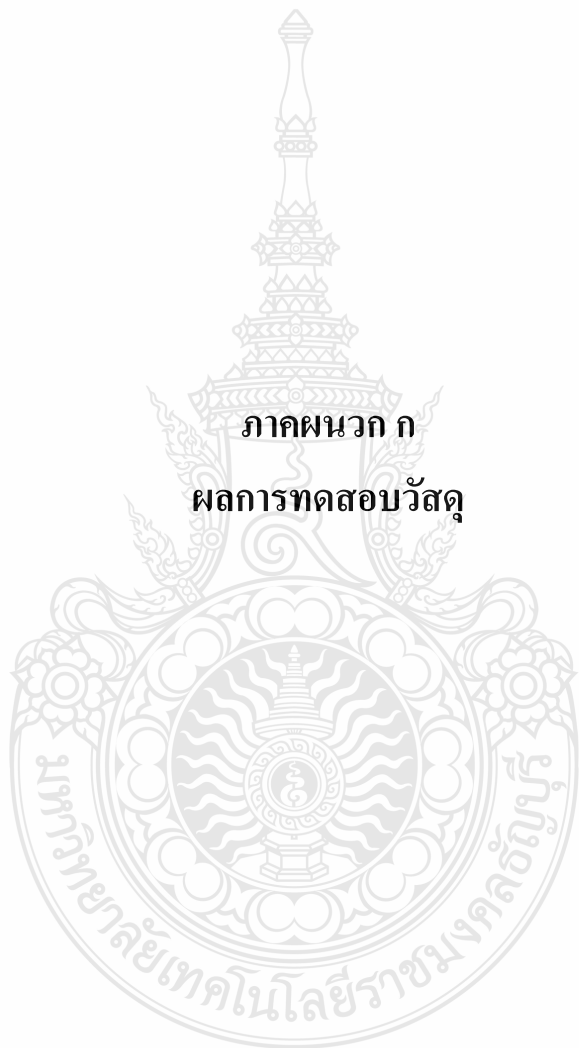 ภาคผนวก ก
ผลการทดสอบวัสดุ
มหาวิทยาลัยเทคโนโลยีราชมงคลธัญบุรี